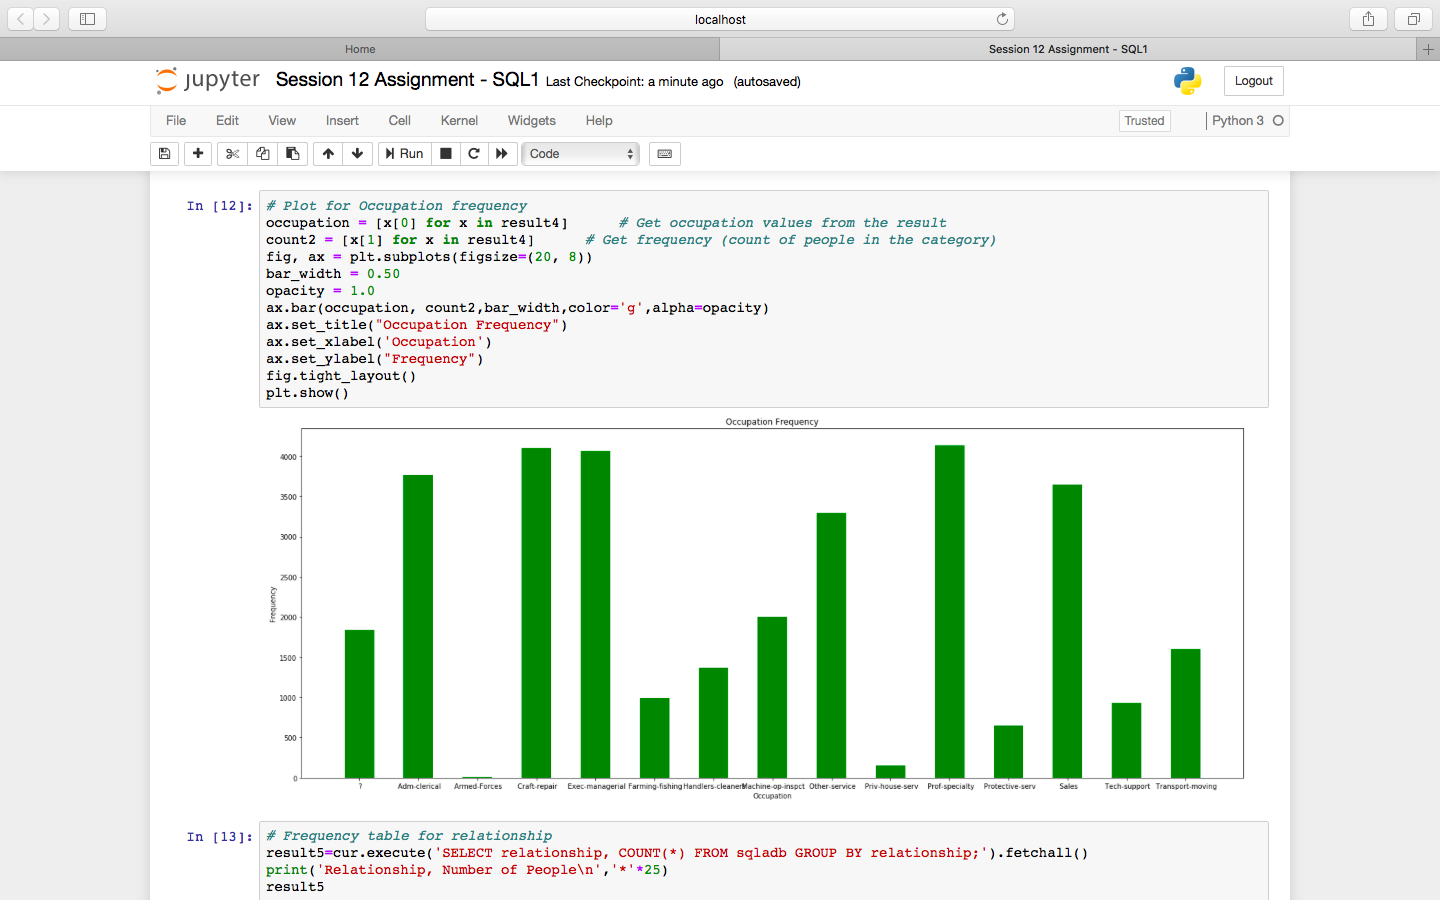 localhost
Home
Session 12 Assignment - SQL1
jupyter Session 12 Assignment - SQL1 Last Checkpoint: a minute ago (autosaved)
Logout
File Edit View Insert Cell Kernel Widgets Help
Trusted
Python 3
Run
Code
In [12]:
# Plot for Occupation frequency
occupation = [x[0] for x in result4]      # Get occupation values from the result
count2 = [x[1] for x in result4]      # Get frequency (count of people in the category)
fig, ax = plt.subplots(figsize=(20, 8))
bar_width = 0.50
opacity = 1.0
ax.bar(occupation, count2,bar_width,color='g',alpha=opacity)
ax.set_title("Occupation Frequency")
ax.set_xlabel('Occupation')
ax.set_ylabel("Frequency")
fig.tight_layout()
plt.show()
Occupation Frequency
4000
3500
3000
2500
2000
1500
1000
500
0
Frequency
? Adm-clerical Armed-Forces Craft-repair Exec-managerial Farming-fishing Handlers-cleaners Machine-op-inspct Other-service Priv-house-serv Prof-specialty Protective-serv Sales Tech-support Transport-moving
Occupation
In [13]:
# Frequency table for relationship
result5=cur.execute('SELECT relationship, COUNT(*) FROM sqladb GROUP BY relationship;').fetchall()
print('Relationship, Number of People\n','*'*25)
result5